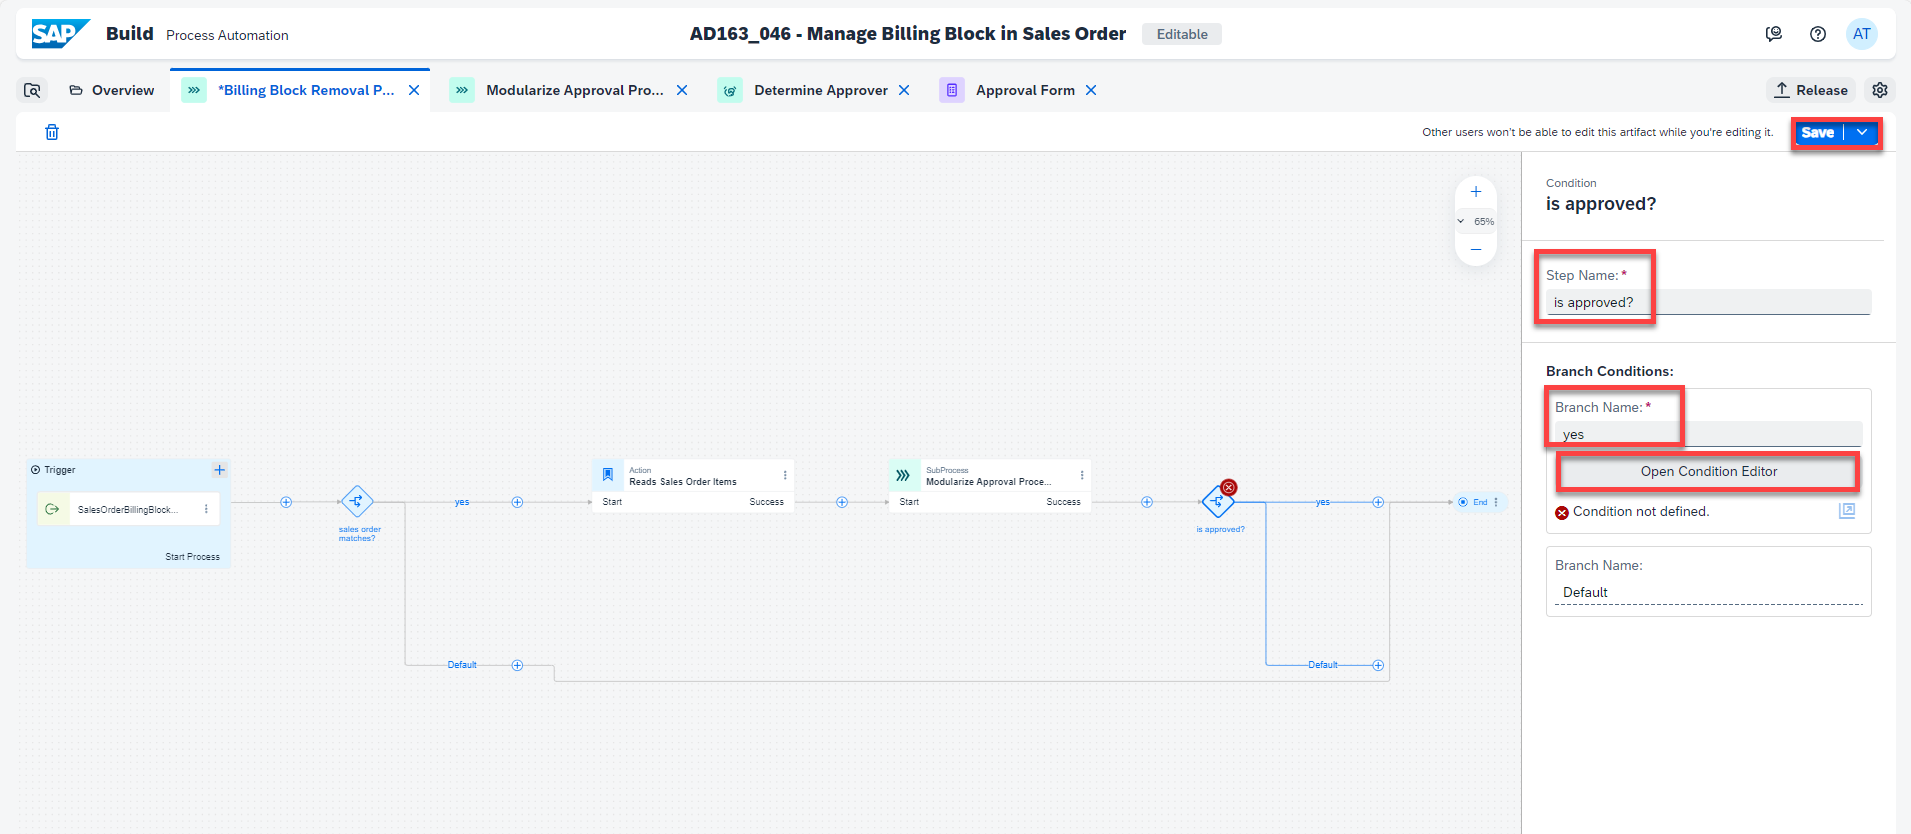 SAP Build Process Automation
AD163_046 - Manage Billing Block in Sales Order Editable
AT
Overview
*Billing Block Removal P...
Modularize Approval Pro...
Determine Approver
Approval Form
Release
Other users won't be able to edit this artifact while you're editing it.
Save
65%
Trigger
SalesOrderBillingBlock...
Start Process
sales order
matches?
yes
Default
Action
Reads Sales Order Items
Start Success
SubProcess
Modularize Approval Proce...
Start Success
is approved?
yes
Default
End
Condition
is approved?
Step Name: *
is approved?
Branch Conditions:
Branch Name: *
yes
Open Condition Editor
Condition not defined.
Branch Name:
Default